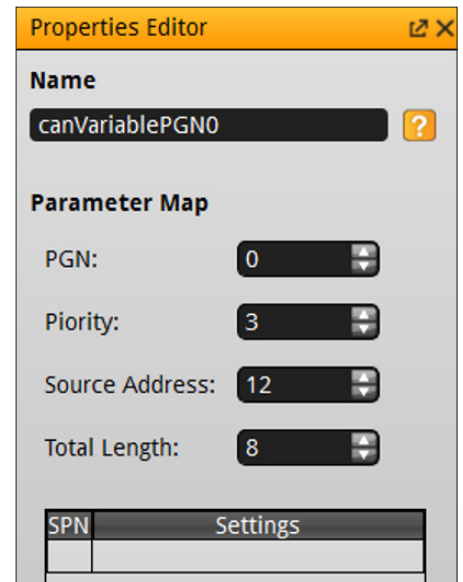 Properties Editor
Name
canVariablePGN0
?
Parameter Map
PGN: 0
Piority: 3
Source Address: 12
Total Length: 8
SPN Settings